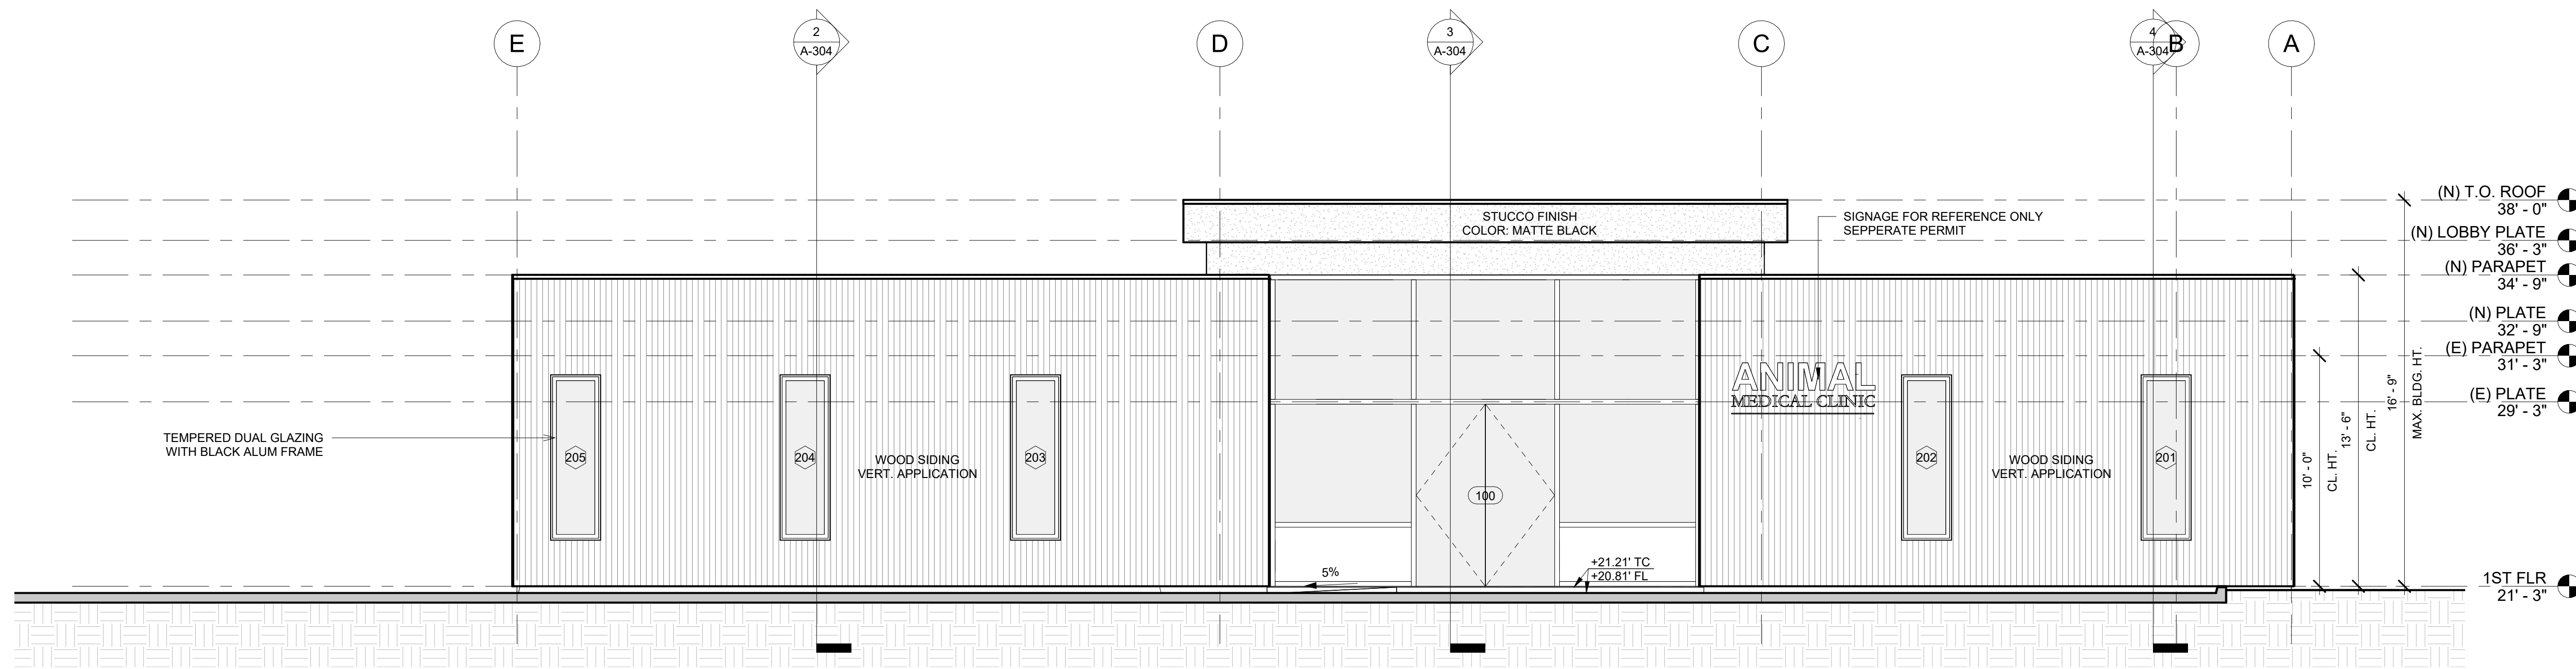 E
2
A-304
D
3
A-304
C
4
A-304
B
A
(N) T.O. ROOF
38' - 0"
STUCCO FINISH
COLOR: MATTE BLACK
SIGNAGE FOR REFERENCE ONLY
SEPPERATE PERMIT
(N) LOBBY PLATE
36' - 3"
(N) PARAPET
34' - 9"
(N) PLATE
32' - 9"
(E) PARAPET
31' - 3"
(E) PLATE
29' - 3"
ANIMAL
MEDICAL CLINIC
TEMPERED DUAL GLAZING
WITH BLACK ALUM FRAME
205
204
WOOD SIDING
VERT. APPLICATION
203
100
202
WOOD SIDING
VERT. APPLICATION
201
10' - 0"
CL. HT.
13' - 6"
CL. HT.
16' - 9"
MAX. BLDG. HT.
5%
+21.21' TC
+20.81' FL
1ST FLR
21' - 3"